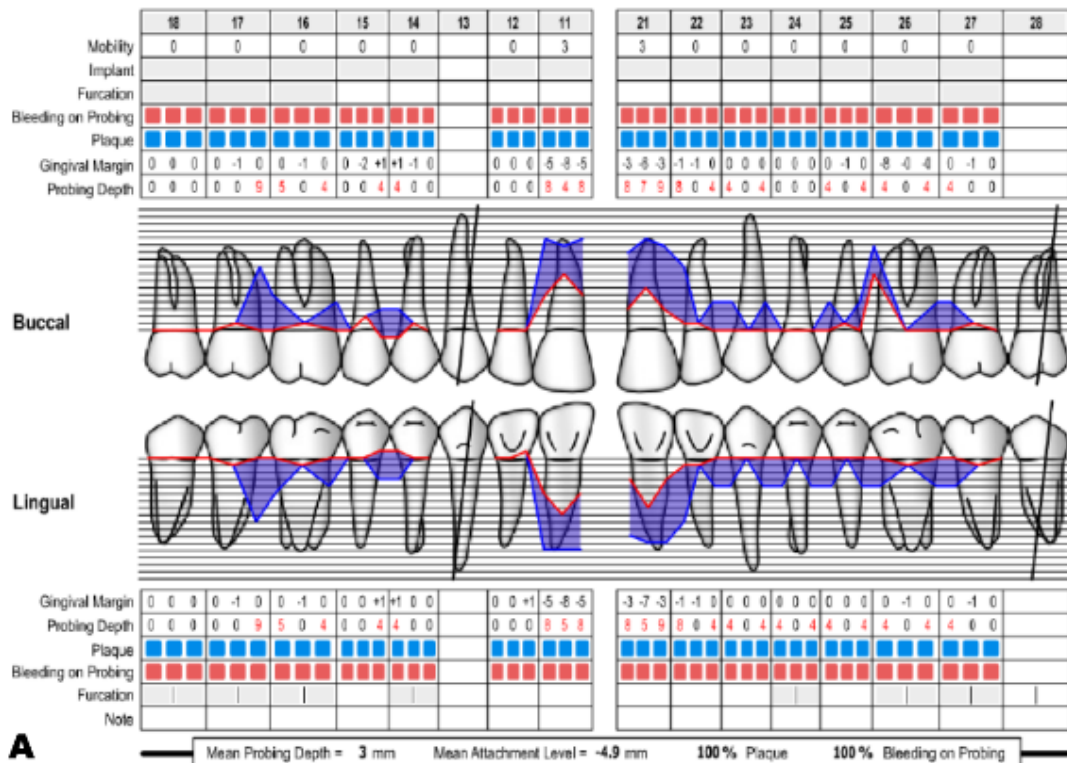 18 17 16 15 14 13 12 11 21 22 23 24 25 26 27 28
Mobility 0 0 0 0 0 0 3 3 0 0 0 0 0 0
Implant
Furcation
Bleeding on Probing
Plaque
Gingival Margin 0 0 0 0 -1 0 0 -1 0 0 -2 +1 +1 -1 0 0 0 0 -5 -8 -5 -3 -6 -3 -1 -1 0 0 0 0 0 0 0 0 -1 0 -8 -0 -0 0 -1 0
Probing Depth 0 0 0 0 0 9 5 0 4 0 0 4 4 0 0 0 0 0 8 4 8 8 7 9 8 0 4 4 0 4 0 0 0 4 0 4 4 0 4 4 0 0
Buccal
Lingual
Gingival Margin 0 0 0 0 -1 0 0 -1 0 0 0 +1 +1 0 0 0 0 +1 -5 -8 -5 -3 -7 -3 -1 -1 0 0 0 0 0 0 0 0 0 0 0 -1 0 0 -1 0
Probing Depth 0 0 0 0 0 9 5 0 4 0 0 4 4 0 0 0 0 0 8 5 8 8 5 9 8 0 4 4 0 4 4 0 4 4 0 4 4 0 4 4 0 0
Plaque
Bleeding on Probing
Furcation
Note
A Mean Probing Depth = 3 mm Mean Attachment Level = -4.9 mm 100 % Plaque 100 % Bleeding on Probing